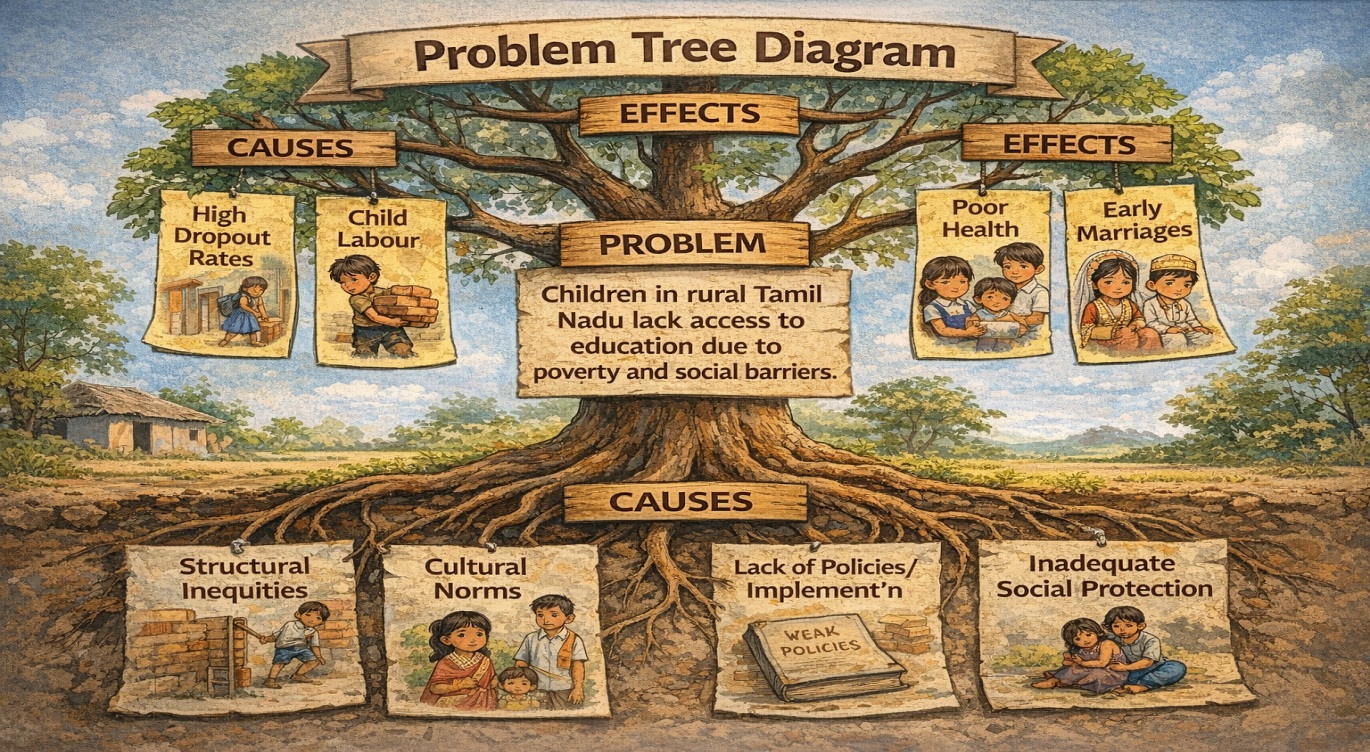 Problem Tree Diagram
EFFECTS
CAUSES
High
Dropout
Rates
Child
Labour
EFFECTS
Poor
Health
Early
Marriages
PROBLEM
Children in rural Tamil
Nadu lack access to
education due to
poverty and social barriers.
CAUSES
Structural
Inequities
Cultural
Norms
Lack of Policies/
Implement'n
WEAK
POLICIES
Inadequate
Social Protection